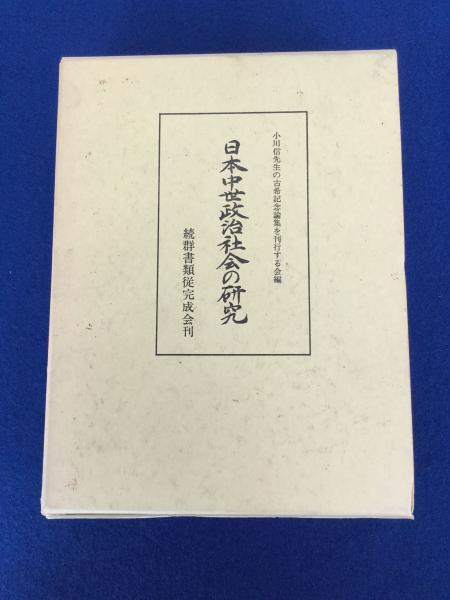 小川信先生の古希記念論集を刊行する会編
日本中世政治社会の研究
続群書類従完成会刊